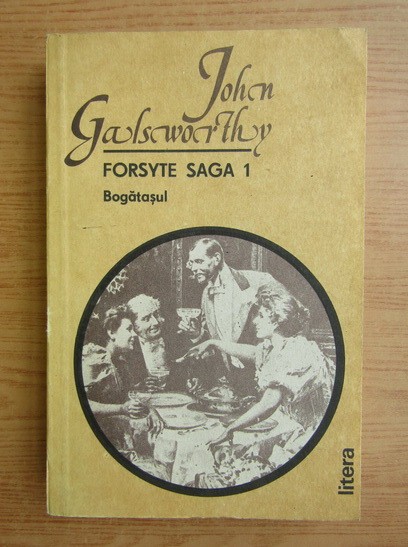 John
Galsworthy
FORSYTE SAGA 1
Bogătașul
litera